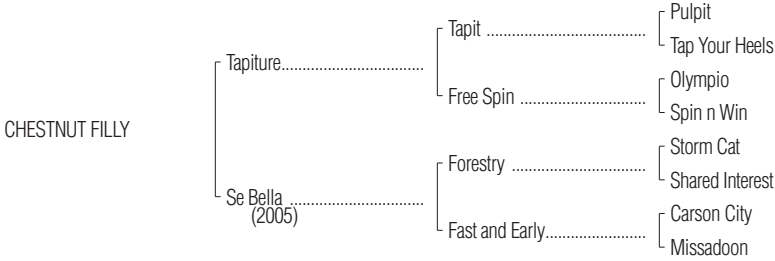 Pulpit
Tapit ........................................
Tap Your Heels
Tapiture....................................
Olympio
Free Spin ................................
Spin n Win
CHESTNUT FILLY
Storm Cat
Forestry ..................................
Shared Interest
Se Bella ..................................
(2005)
Carson City
Fast and Early.........................
Missadoon